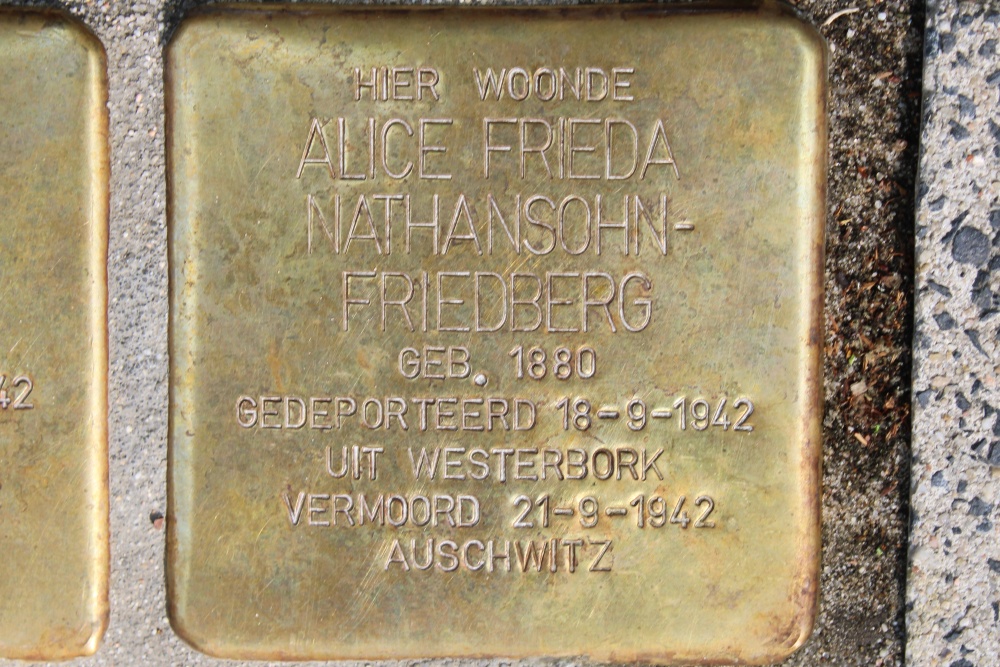 HIER WOONDE
ALICE FRIEDA
NATHANSOHN-
FRIEDBERG
GEB. 1880
GEDEPORTEERD 18-9-1942
UIT WESTERBORK
VERMOORD 21-9-1942
AUSCHWITZ
42